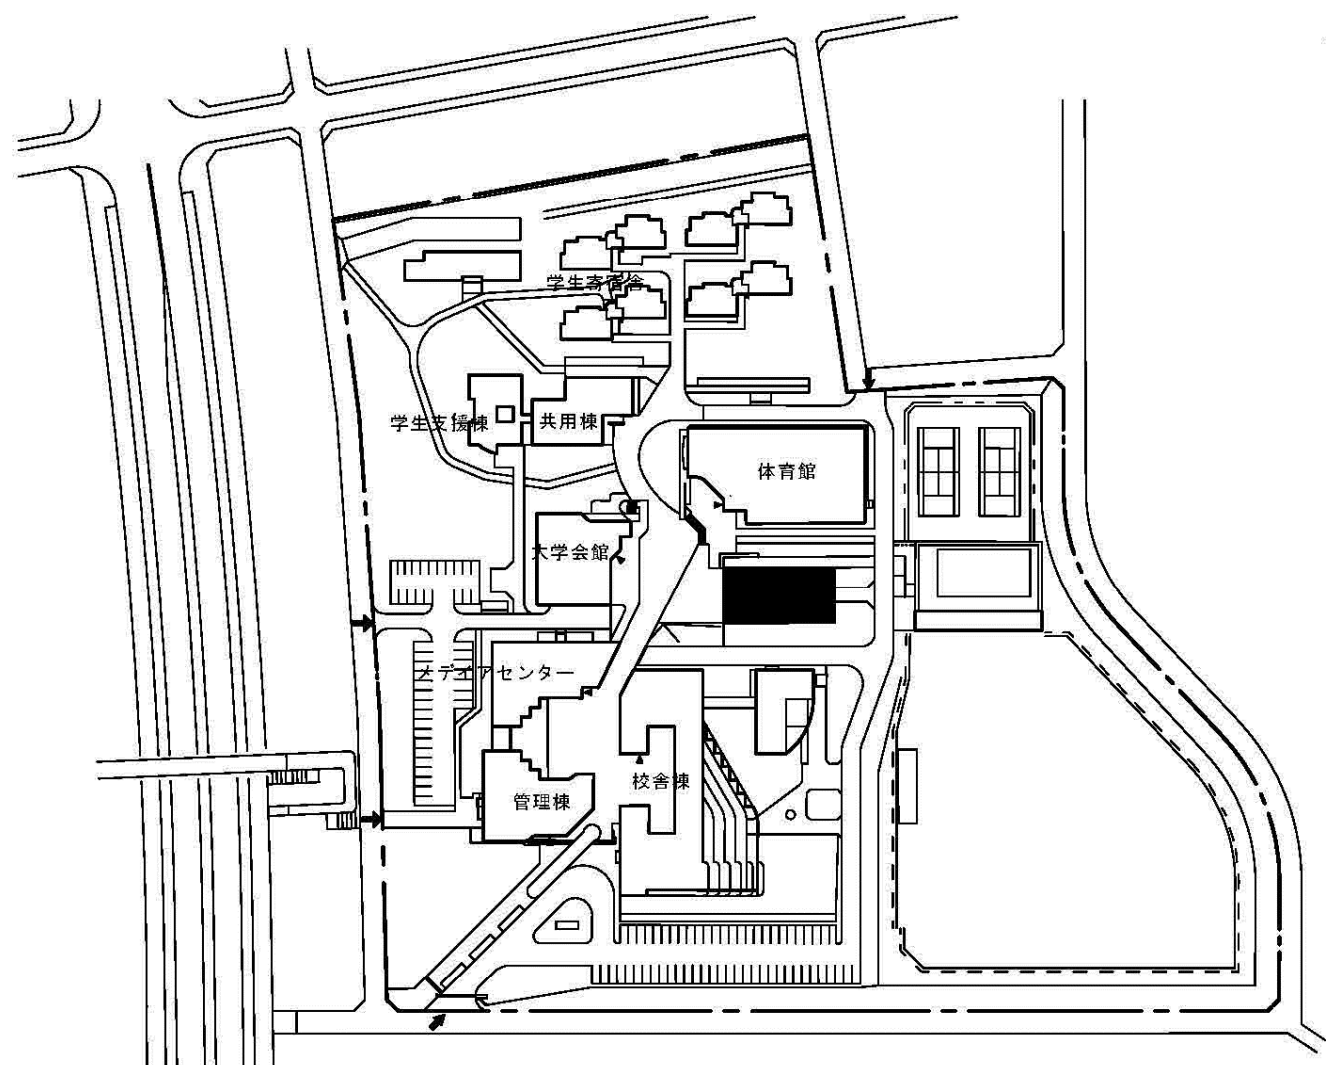 学生寄宿舎
学生支援棟
共用棟
体育館
大学会館
メディアセンター
校舎棟
管理棟